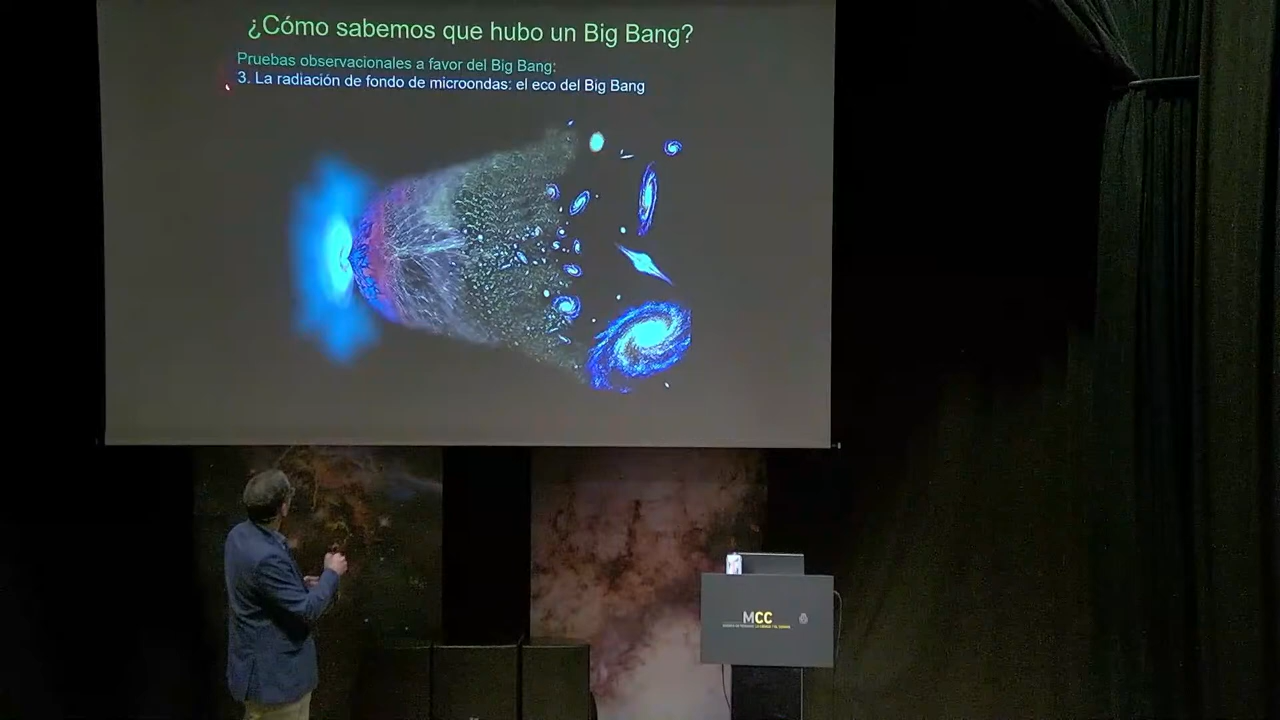 ¿Cómo sabemos que hubo un Big Bang?
Pruebas observacionales a favor del Big Bang:
3. La radiación de fondo de microondas: el eco del Big Bang
MCC